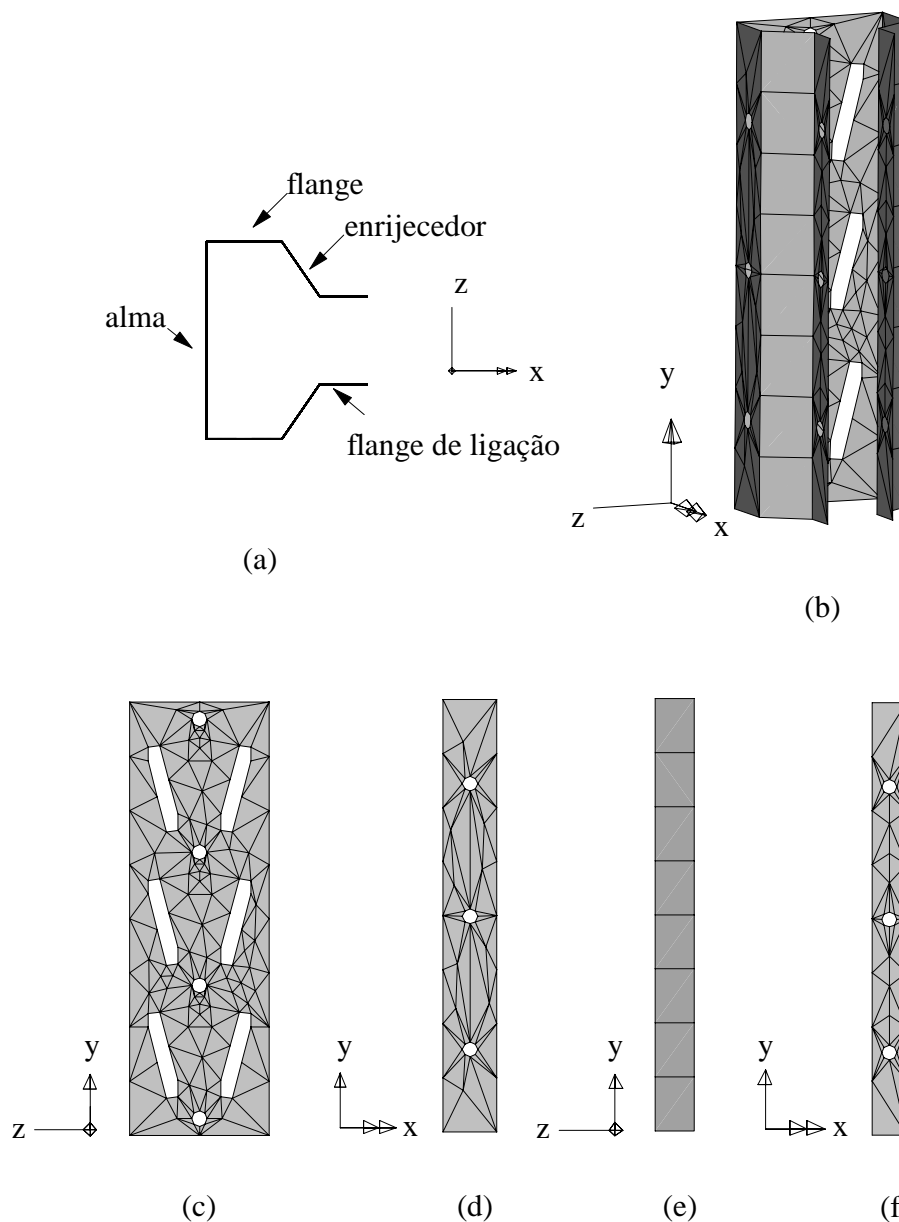 flange
enrijecedor
z
alma
x
y
flange de ligação
z
x
(a)
(b)
y
y
y
y
z
x
z
x
(c)
(d)
(e)
(f